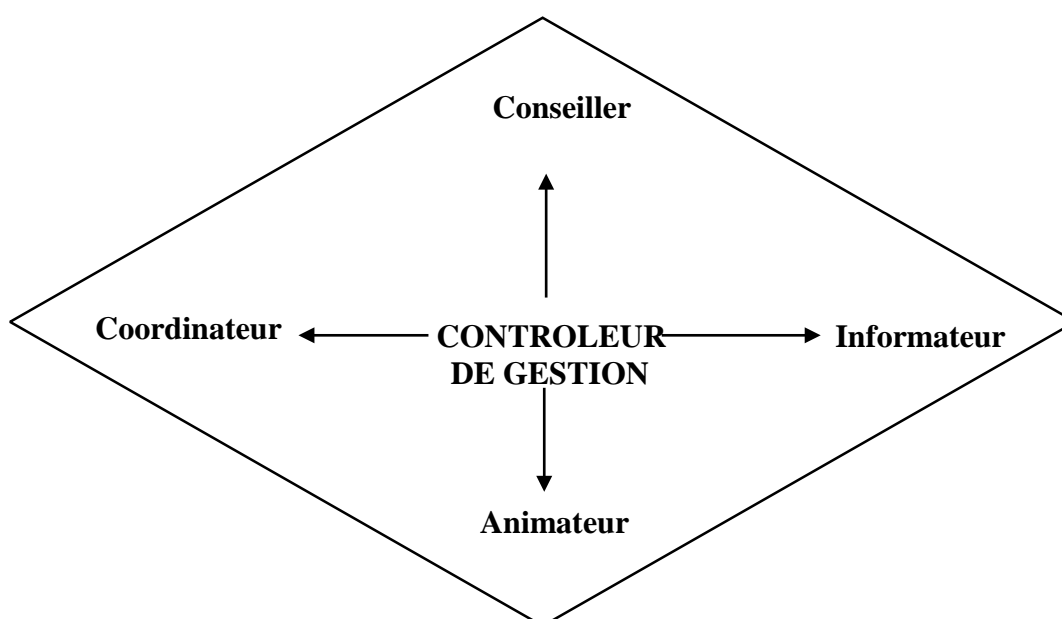 Conseiller
Coordinateur
CONTROLEUR
DE GESTION
Informateur
Animateur